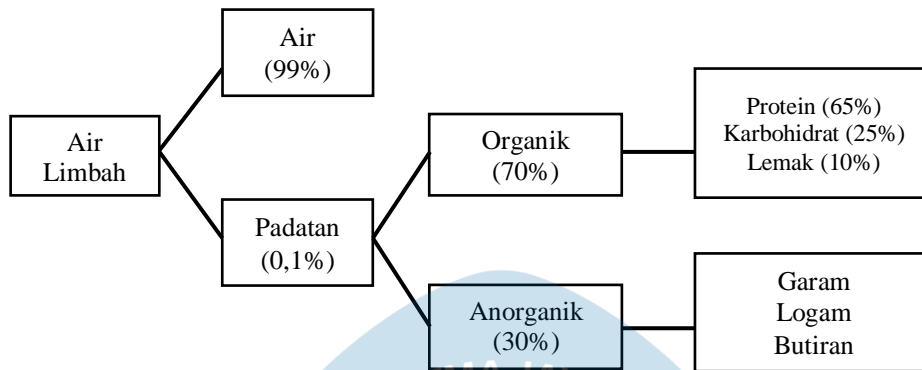 Air
(99%)
Air
Limbah
Padatan
(0,1%)
Organik
(70%)
Protein (65%)
Karbohidrat (25%)
Lemak (10%)
Anorganik
(30%)
Garam
Logam
Butiran